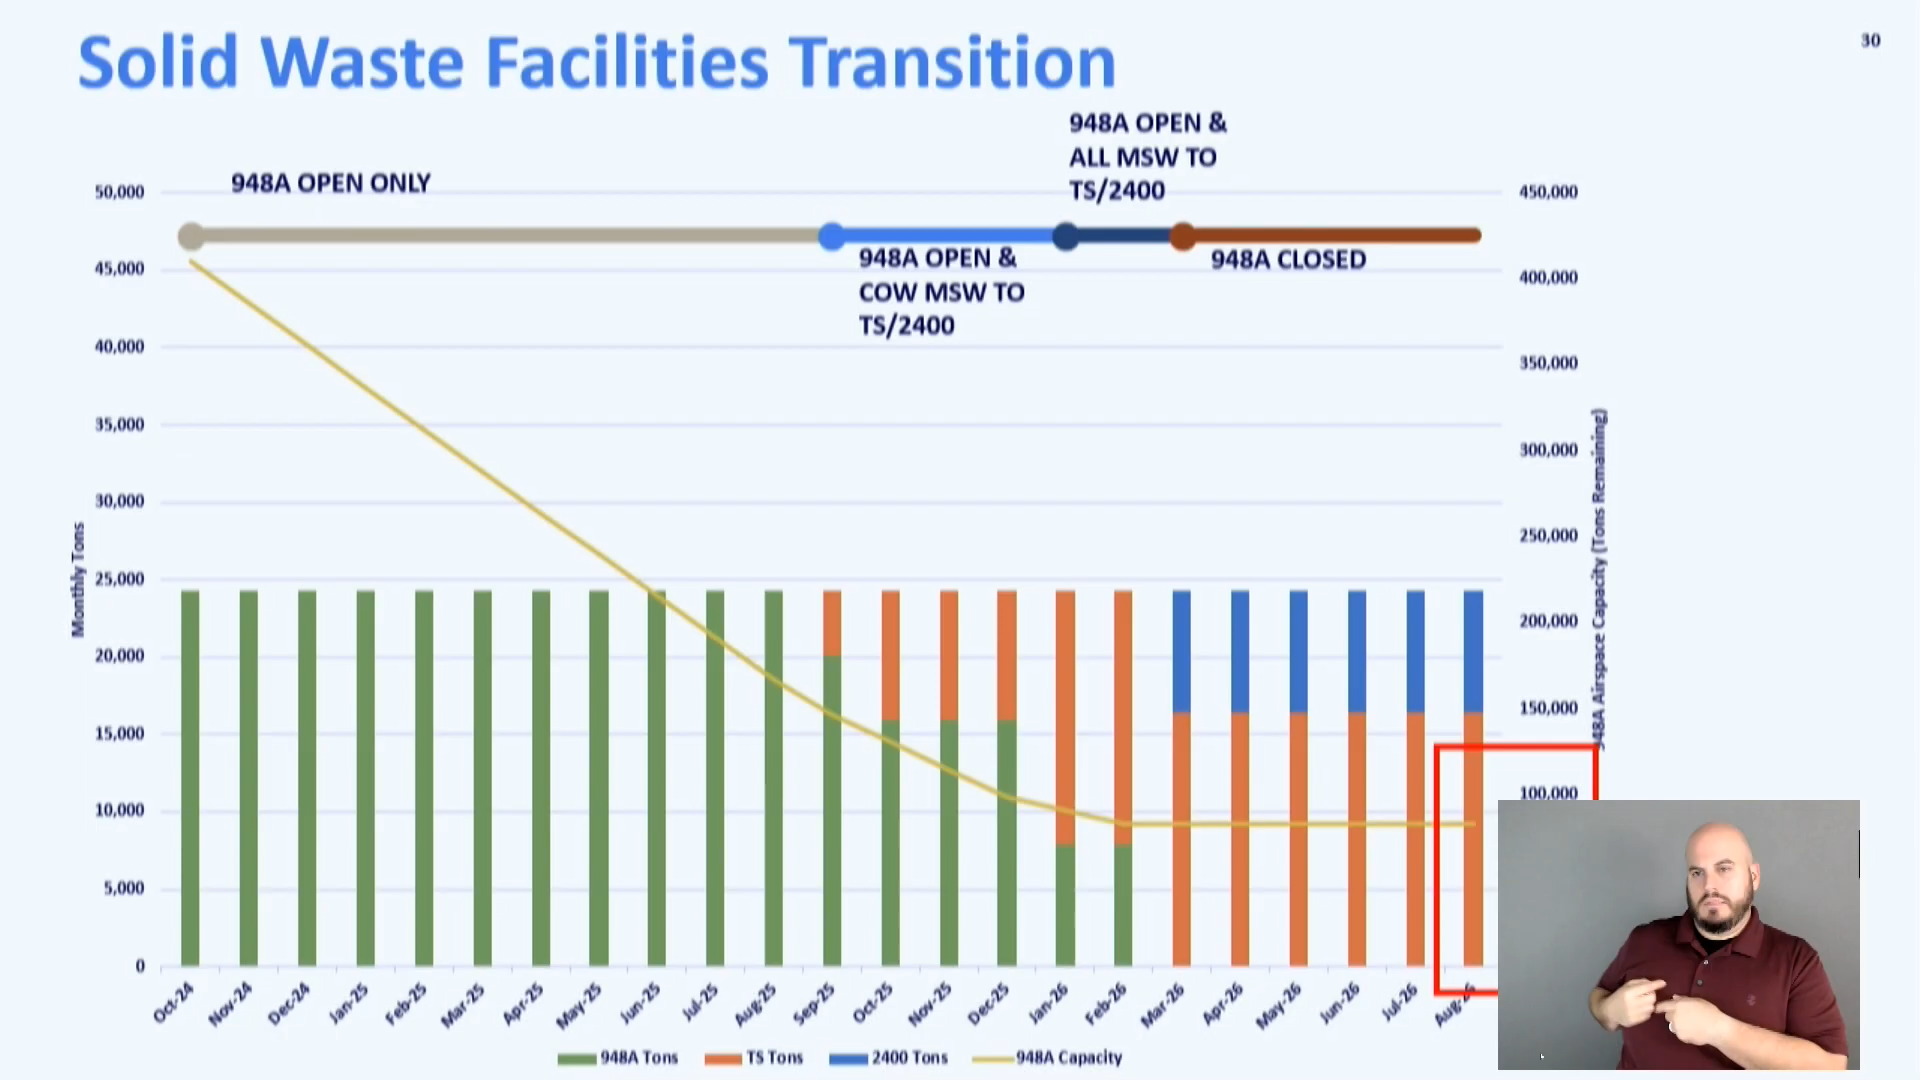 Solid Waste Facilities Transition
30
948A OPEN &
ALL MSW TO
TS/2400
948A OPEN ONLY
948A OPEN &
COW MSW TO
TS/2400
948A CLOSED
50,000
45,000
40,000
35,000
30,000
25,000
20,000
15,000
10,000
5,000
0
Monthly Tons
450,000
400,000
350,000
300,000
250,000
200,000
150,000
100,000
948A Airspace Capacity (Tons Remaining)
Oct-24
Nov-24
Dec-24
Jan-25
Feb-25
Mar-25
Apr-25
May-25
Jun-25
Jul-25
Aug-25
Sep-25
Oct-25
Nov-25
Dec-25
Jan-26
Feb-26
Mar-26
Apr-26
May-26
Jun-26
Jul-26
Aug-26
948A Tons
TS Tons
2400 Tons
948A Capacity